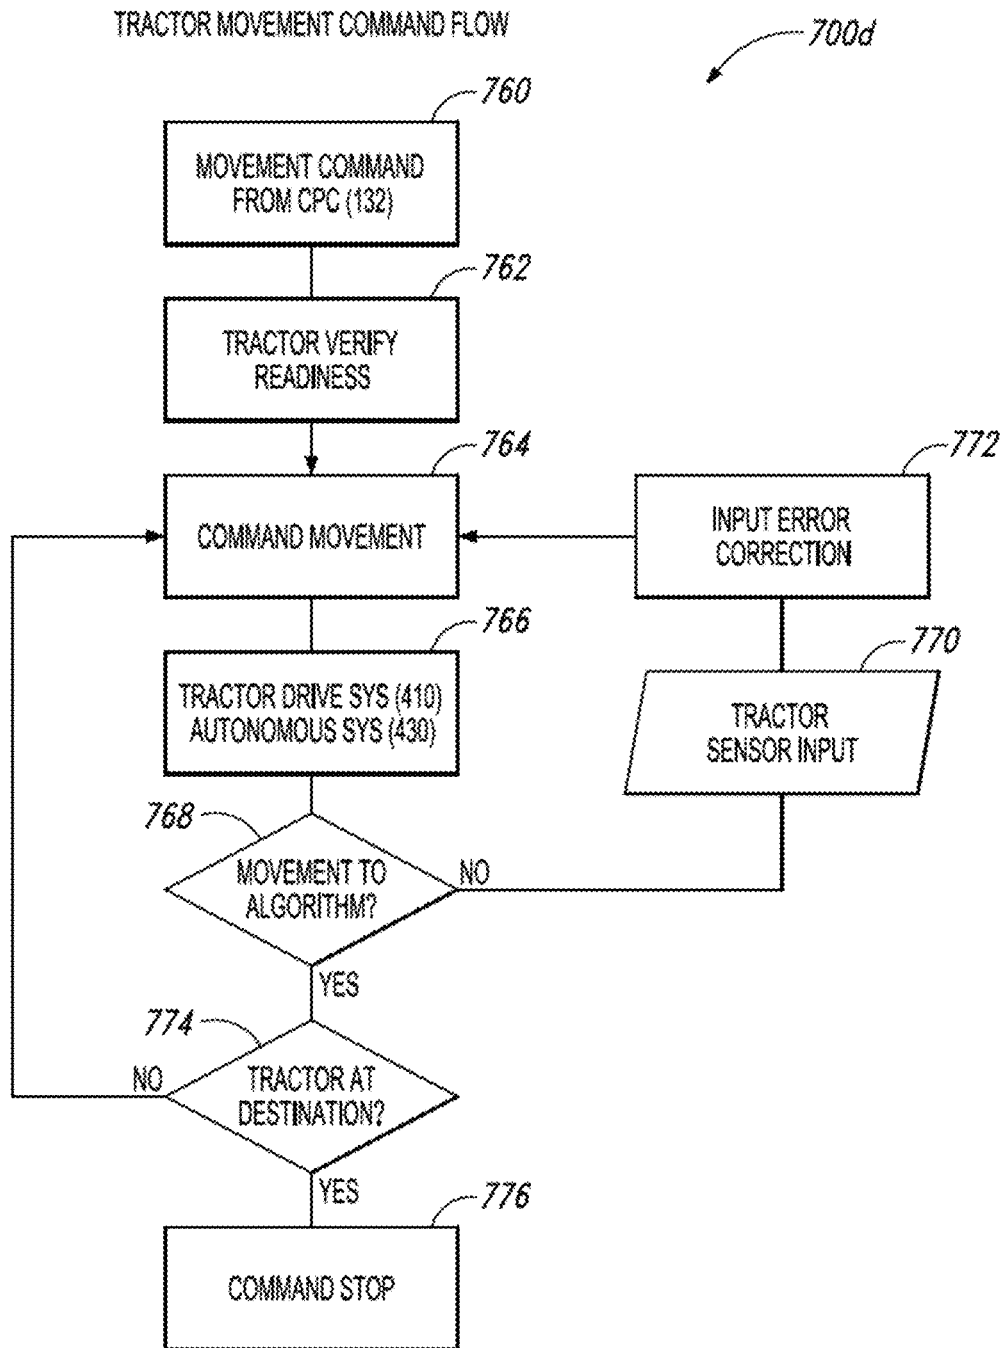 TRACTOR MOVEMENT COMMAND FLOW
700d
760
MOVEMENT COMMAND
FROM CPC (132)
762
TRACTOR VERIFY
READINESS
764
COMMAND MOVEMENT
772
INPUT ERROR
CORRECTION
766
TRACTOR DRIVE SYS (410)
AUTONOMOUS SYS (430)
770
TRACTOR
SENSOR INPUT
768
MOVEMENT TO
ALGORITHM?
NO
YES
774
TRACTOR AT
DESTINATION?
NO
YES
776
COMMAND STOP